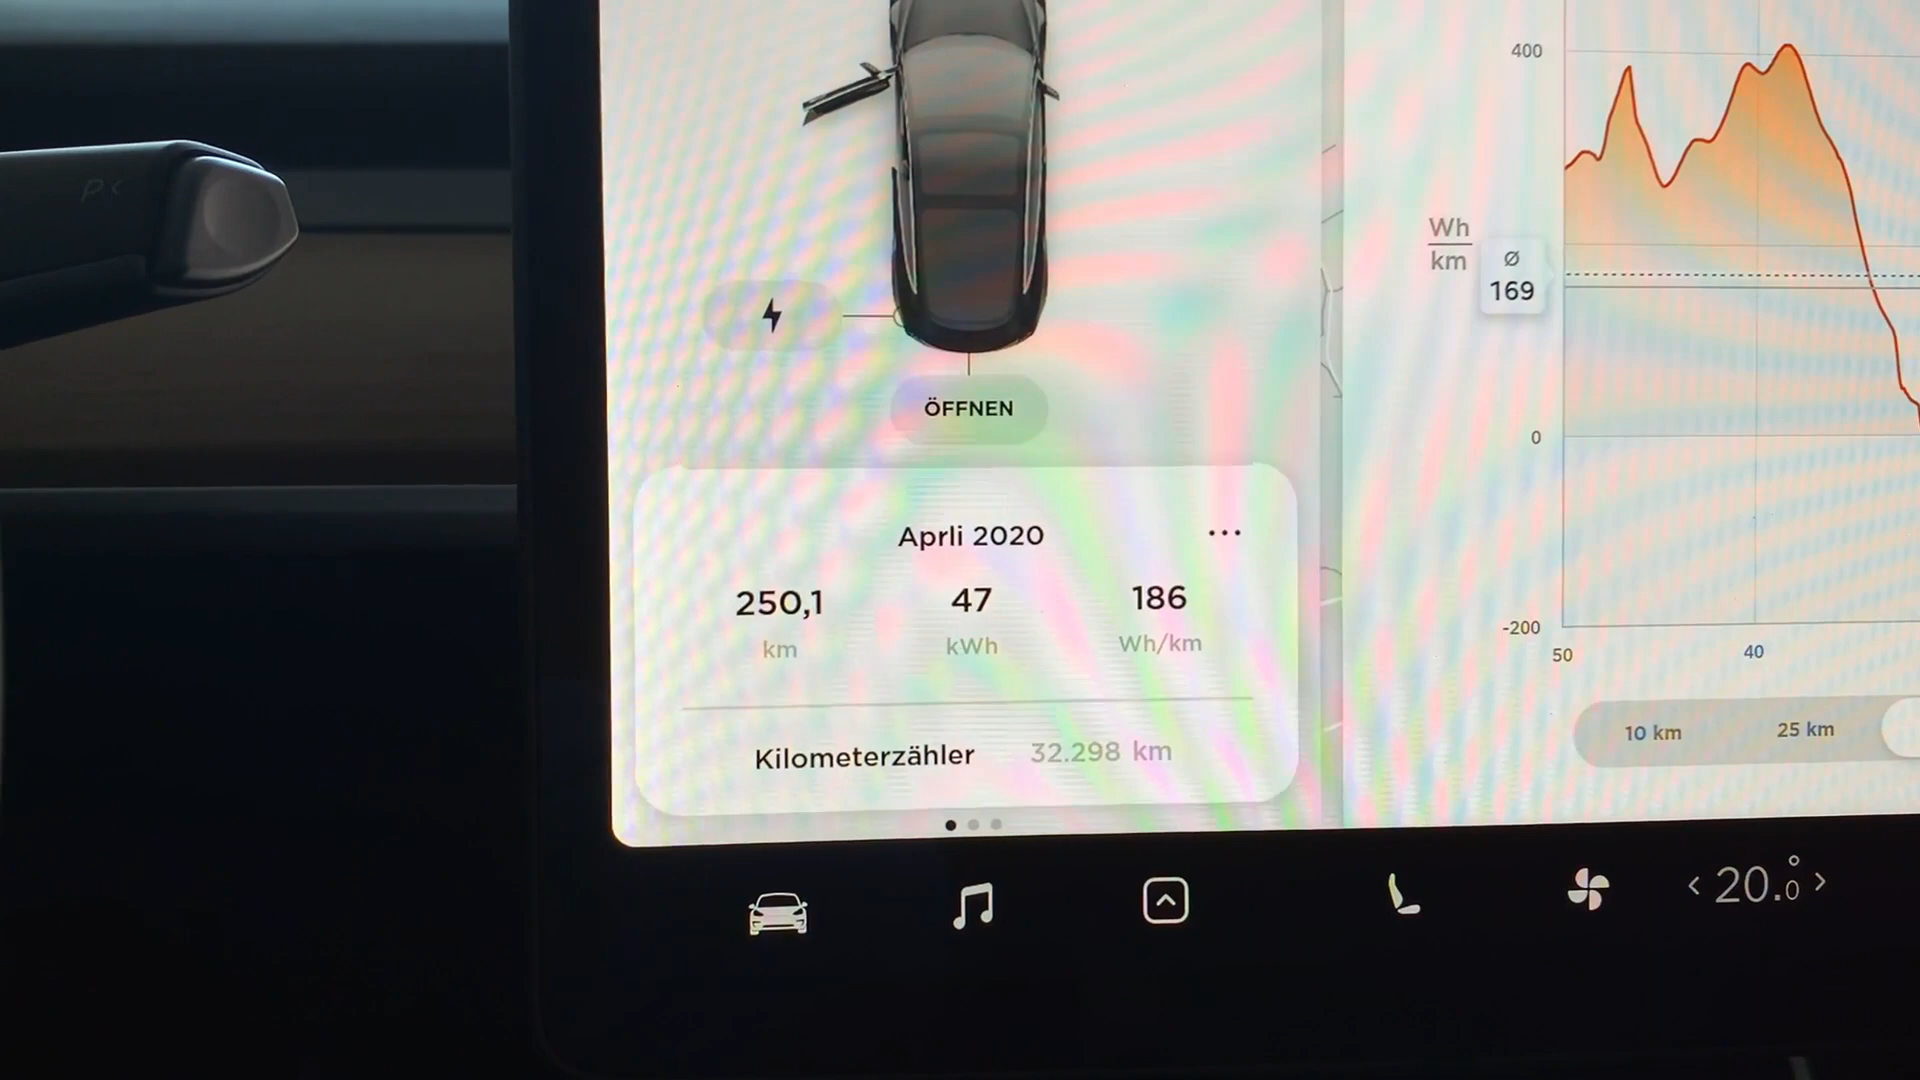 P <
ÖFFNEN
Aprli 2020
...
250,1
47
186
km
kWh
Wh/km
Kilometerzähler 32.298 km
400
Wh
km
Ø
169
0
-200
50
40
10 km
25 km
< 20.0° >